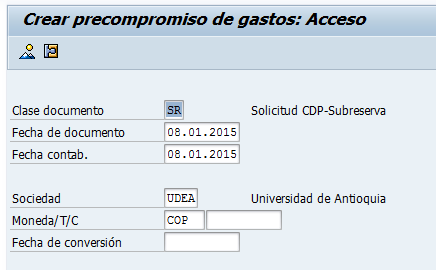 Crear precompromiso de gastos: Acceso
Clase documento SR Solicitud CDP-Subreserva
Fecha de documento 08.01.2015
Fecha contab. 08.01.2015
Sociedad UDEA Universidad de Antioquia
Moneda/T/C COP
Fecha de conversión